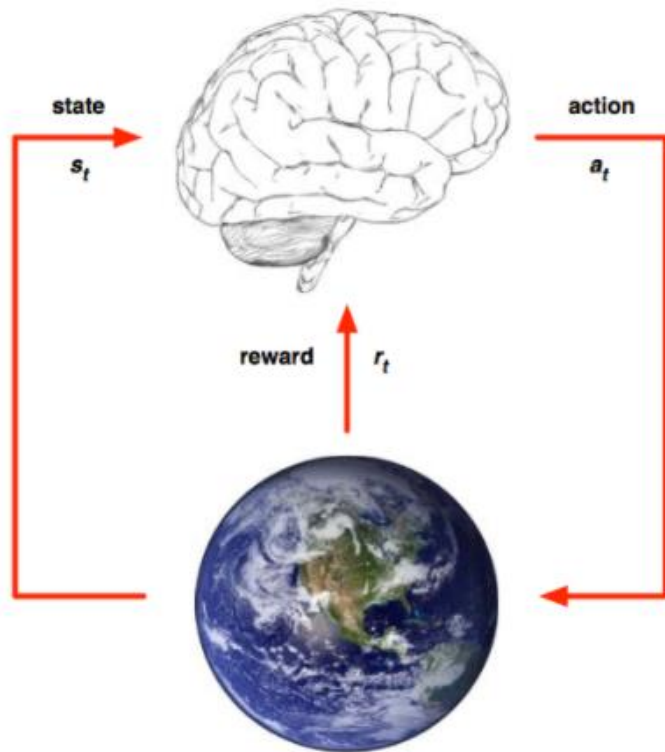 state
s_t
action
a_t
reward r_t